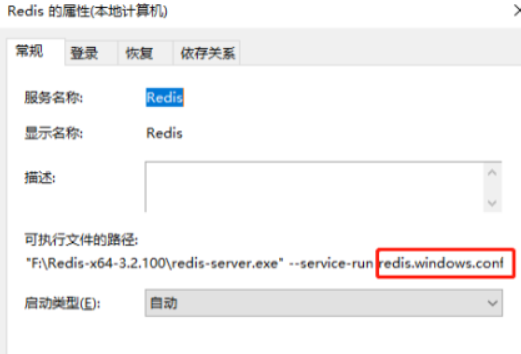 Redis 的属性(本地计算机)
常规 登录 恢复 依存关系
服务名称: Redis
显示名称: Redis
描述:
可执行文件的路径:
"F:\Redis-x64-3.2.100\redis-server.exe" --service-run redis.windows.conf
启动类型(E): 自动